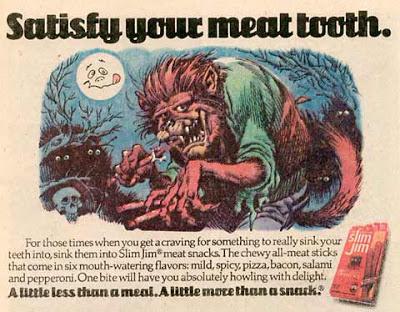 Satisfy your meat tooth.
For those times when you get a craving for something to really sink your
teeth into, sink them into Slim Jim® meat snacks. The chewy all-meat sticks
that come in six mouth-watering flavors: mild, spicy, pizza, bacon, salami
and pepperoni. One bite will have you absolutely howling with delight.
A little less than a meal. A little more than a snack.®
slim
jim